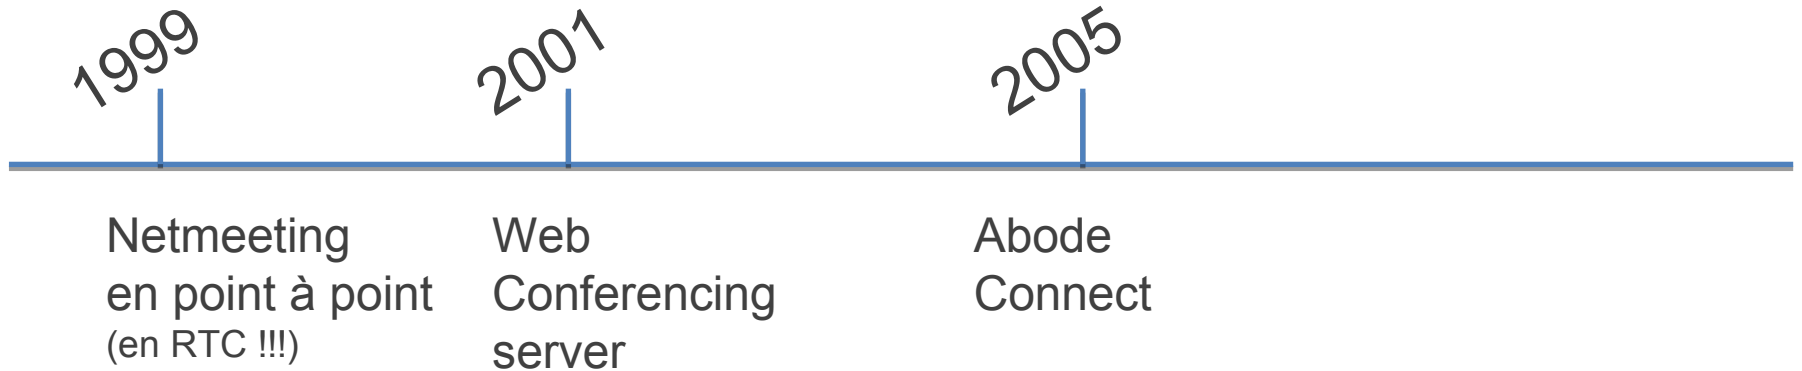 1999
2001
2005
Netmeeting
en point à point
(en RTC !!!)
Web
Conferencing
server
Abode
Connect